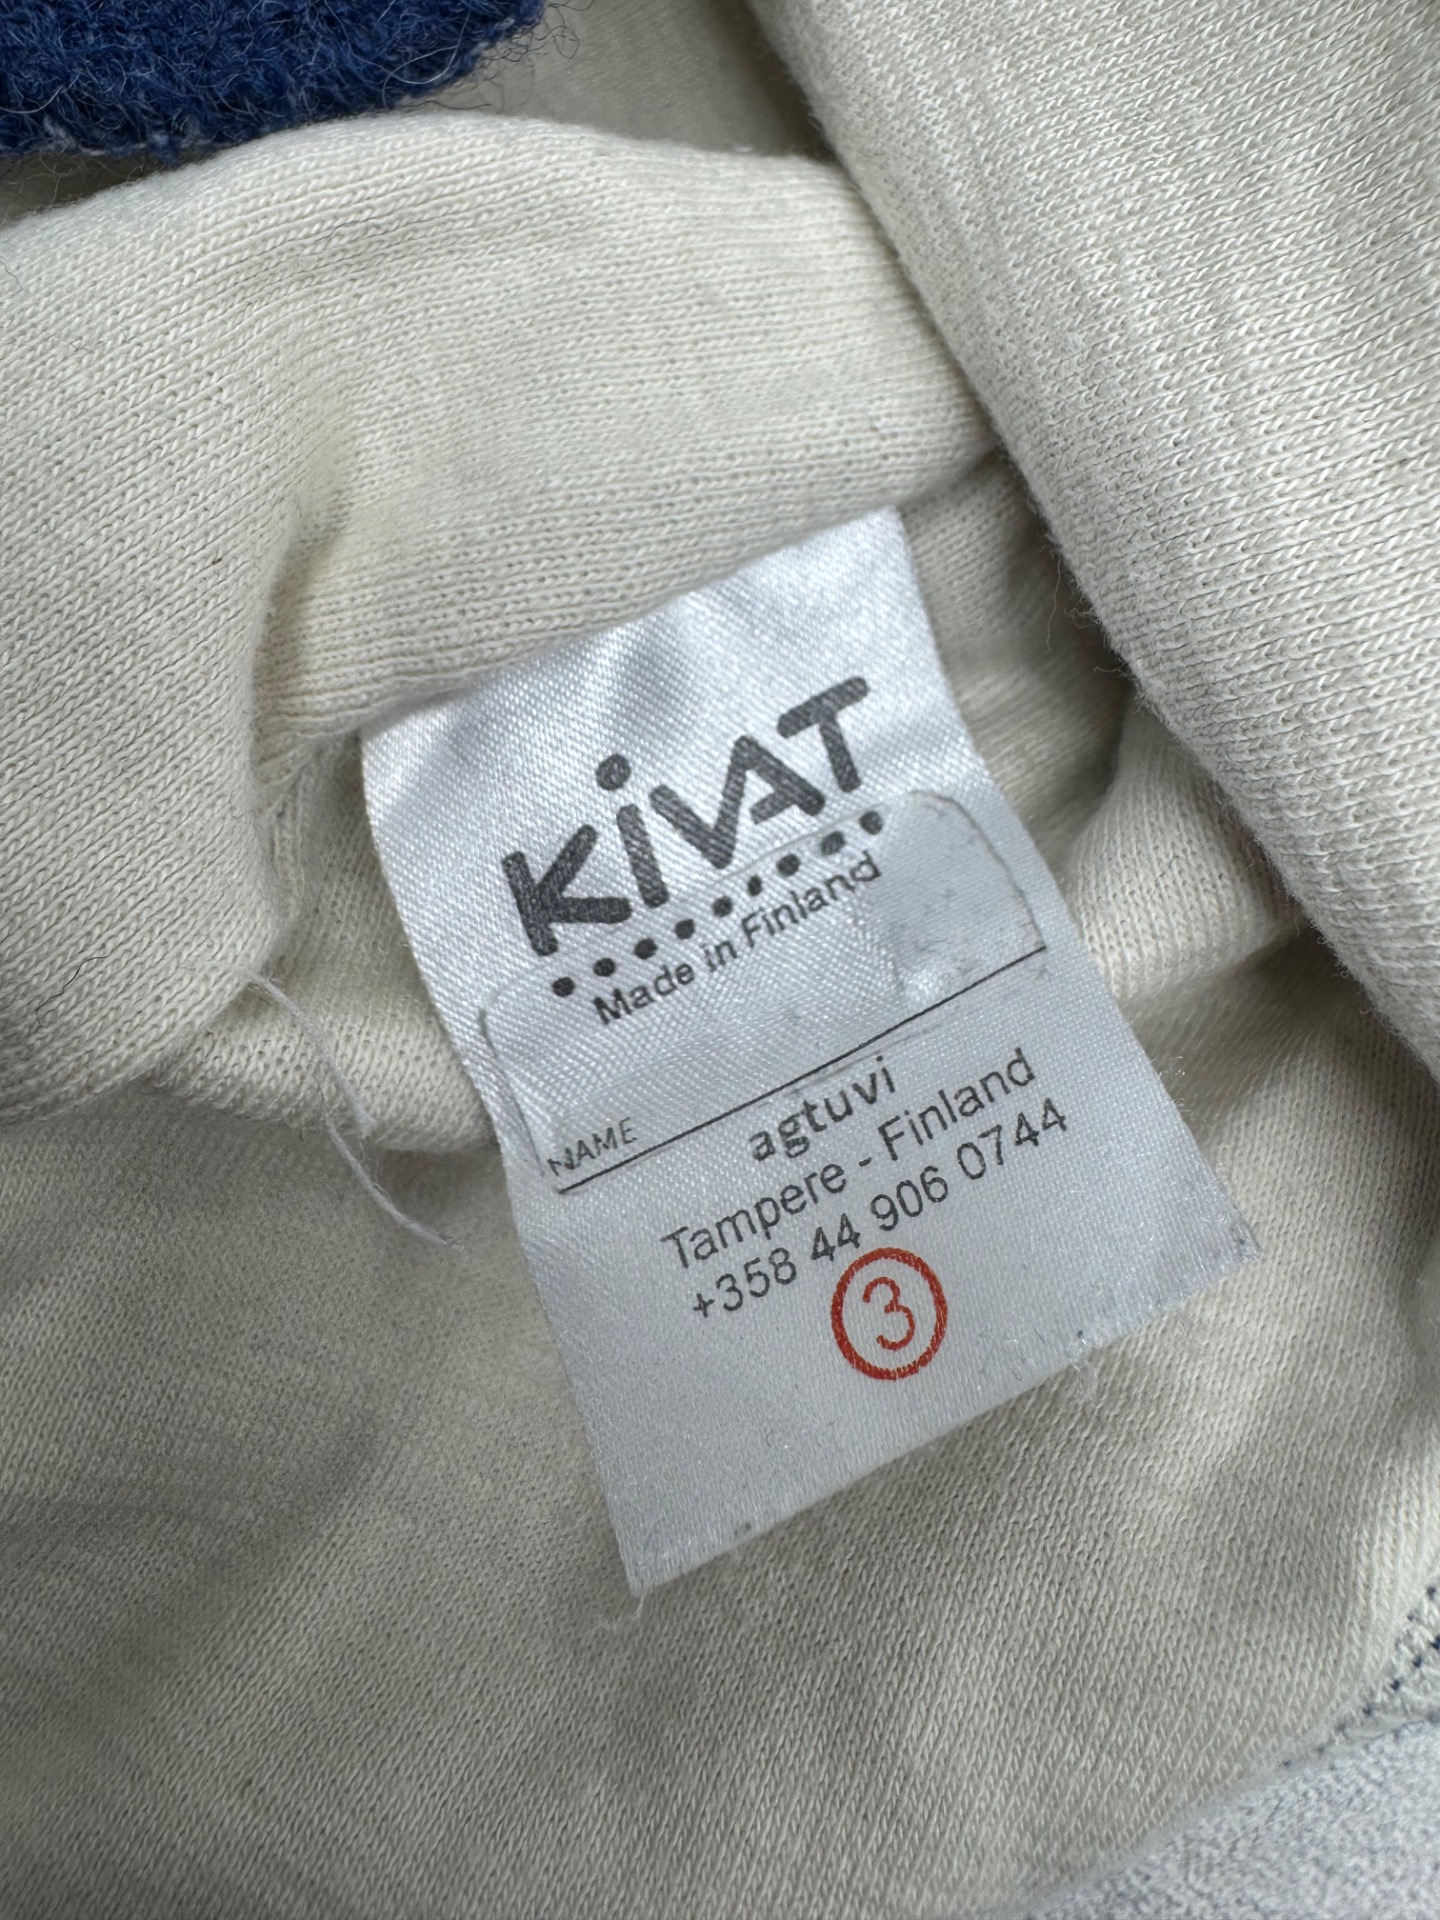 KiVAT
Made in Finland
NAME
agtuvi
Tampere - Finland
+358 44 906 0744
3